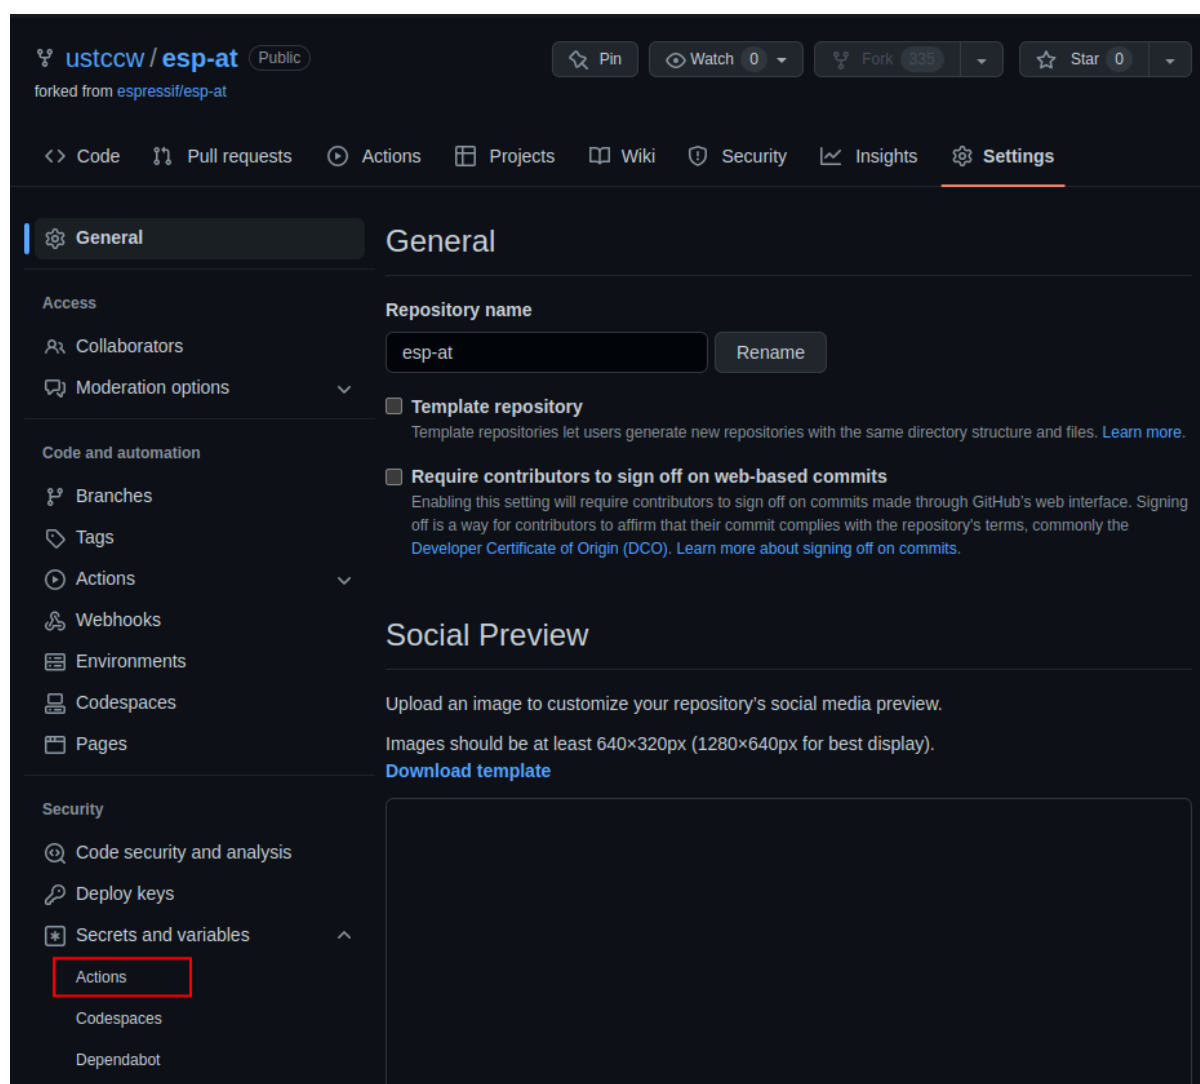 ustccw / esp-at Public
Pin
Watch 0
Fork 335
Star 0
forked from espressif/esp-at
Code
Pull requests
Actions
Projects
Wiki
Security
Insights
Settings
General
Access
Collaborators
Moderation options
Code and automation
Branches
Tags
Actions
Webhooks
Environments
Codespaces
Pages
Security
Code security and analysis
Deploy keys
Secrets and variables
Actions
Codespaces
Dependabot
General
Repository name
esp-at
Rename
Template repository
Template repositories let users generate new repositories with the same directory structure and files. Learn more.
Require contributors to sign off on web-based commits
Enabling this setting will require contributors to sign off on commits made through GitHub's web interface. Signing
off is a way for contributors to affirm that their commit complies with the repository's terms, commonly the
Developer Certificate of Origin (DCO). Learn more about signing off on commits.
Social Preview
Upload an image to customize your repository's social media preview.
Images should be at least 640×320px (1280×640px for best display).
Download template